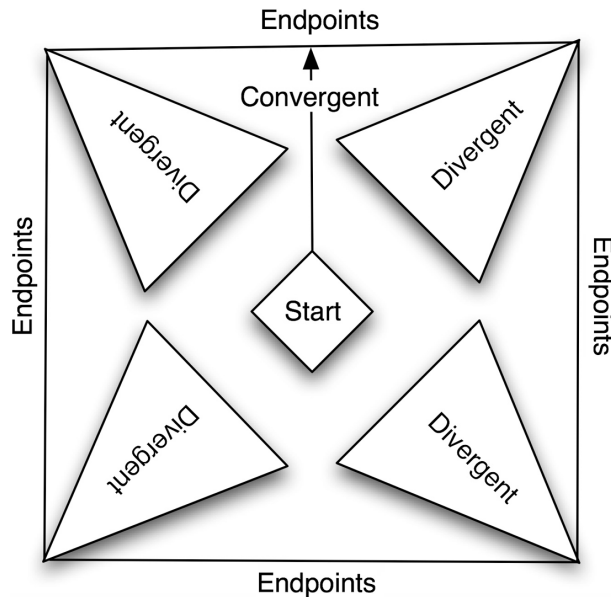 Endpoints
Convergent
Divergent
Divergent
Endpoints
Start
Endpoints
Divergent
Divergent
Endpoints